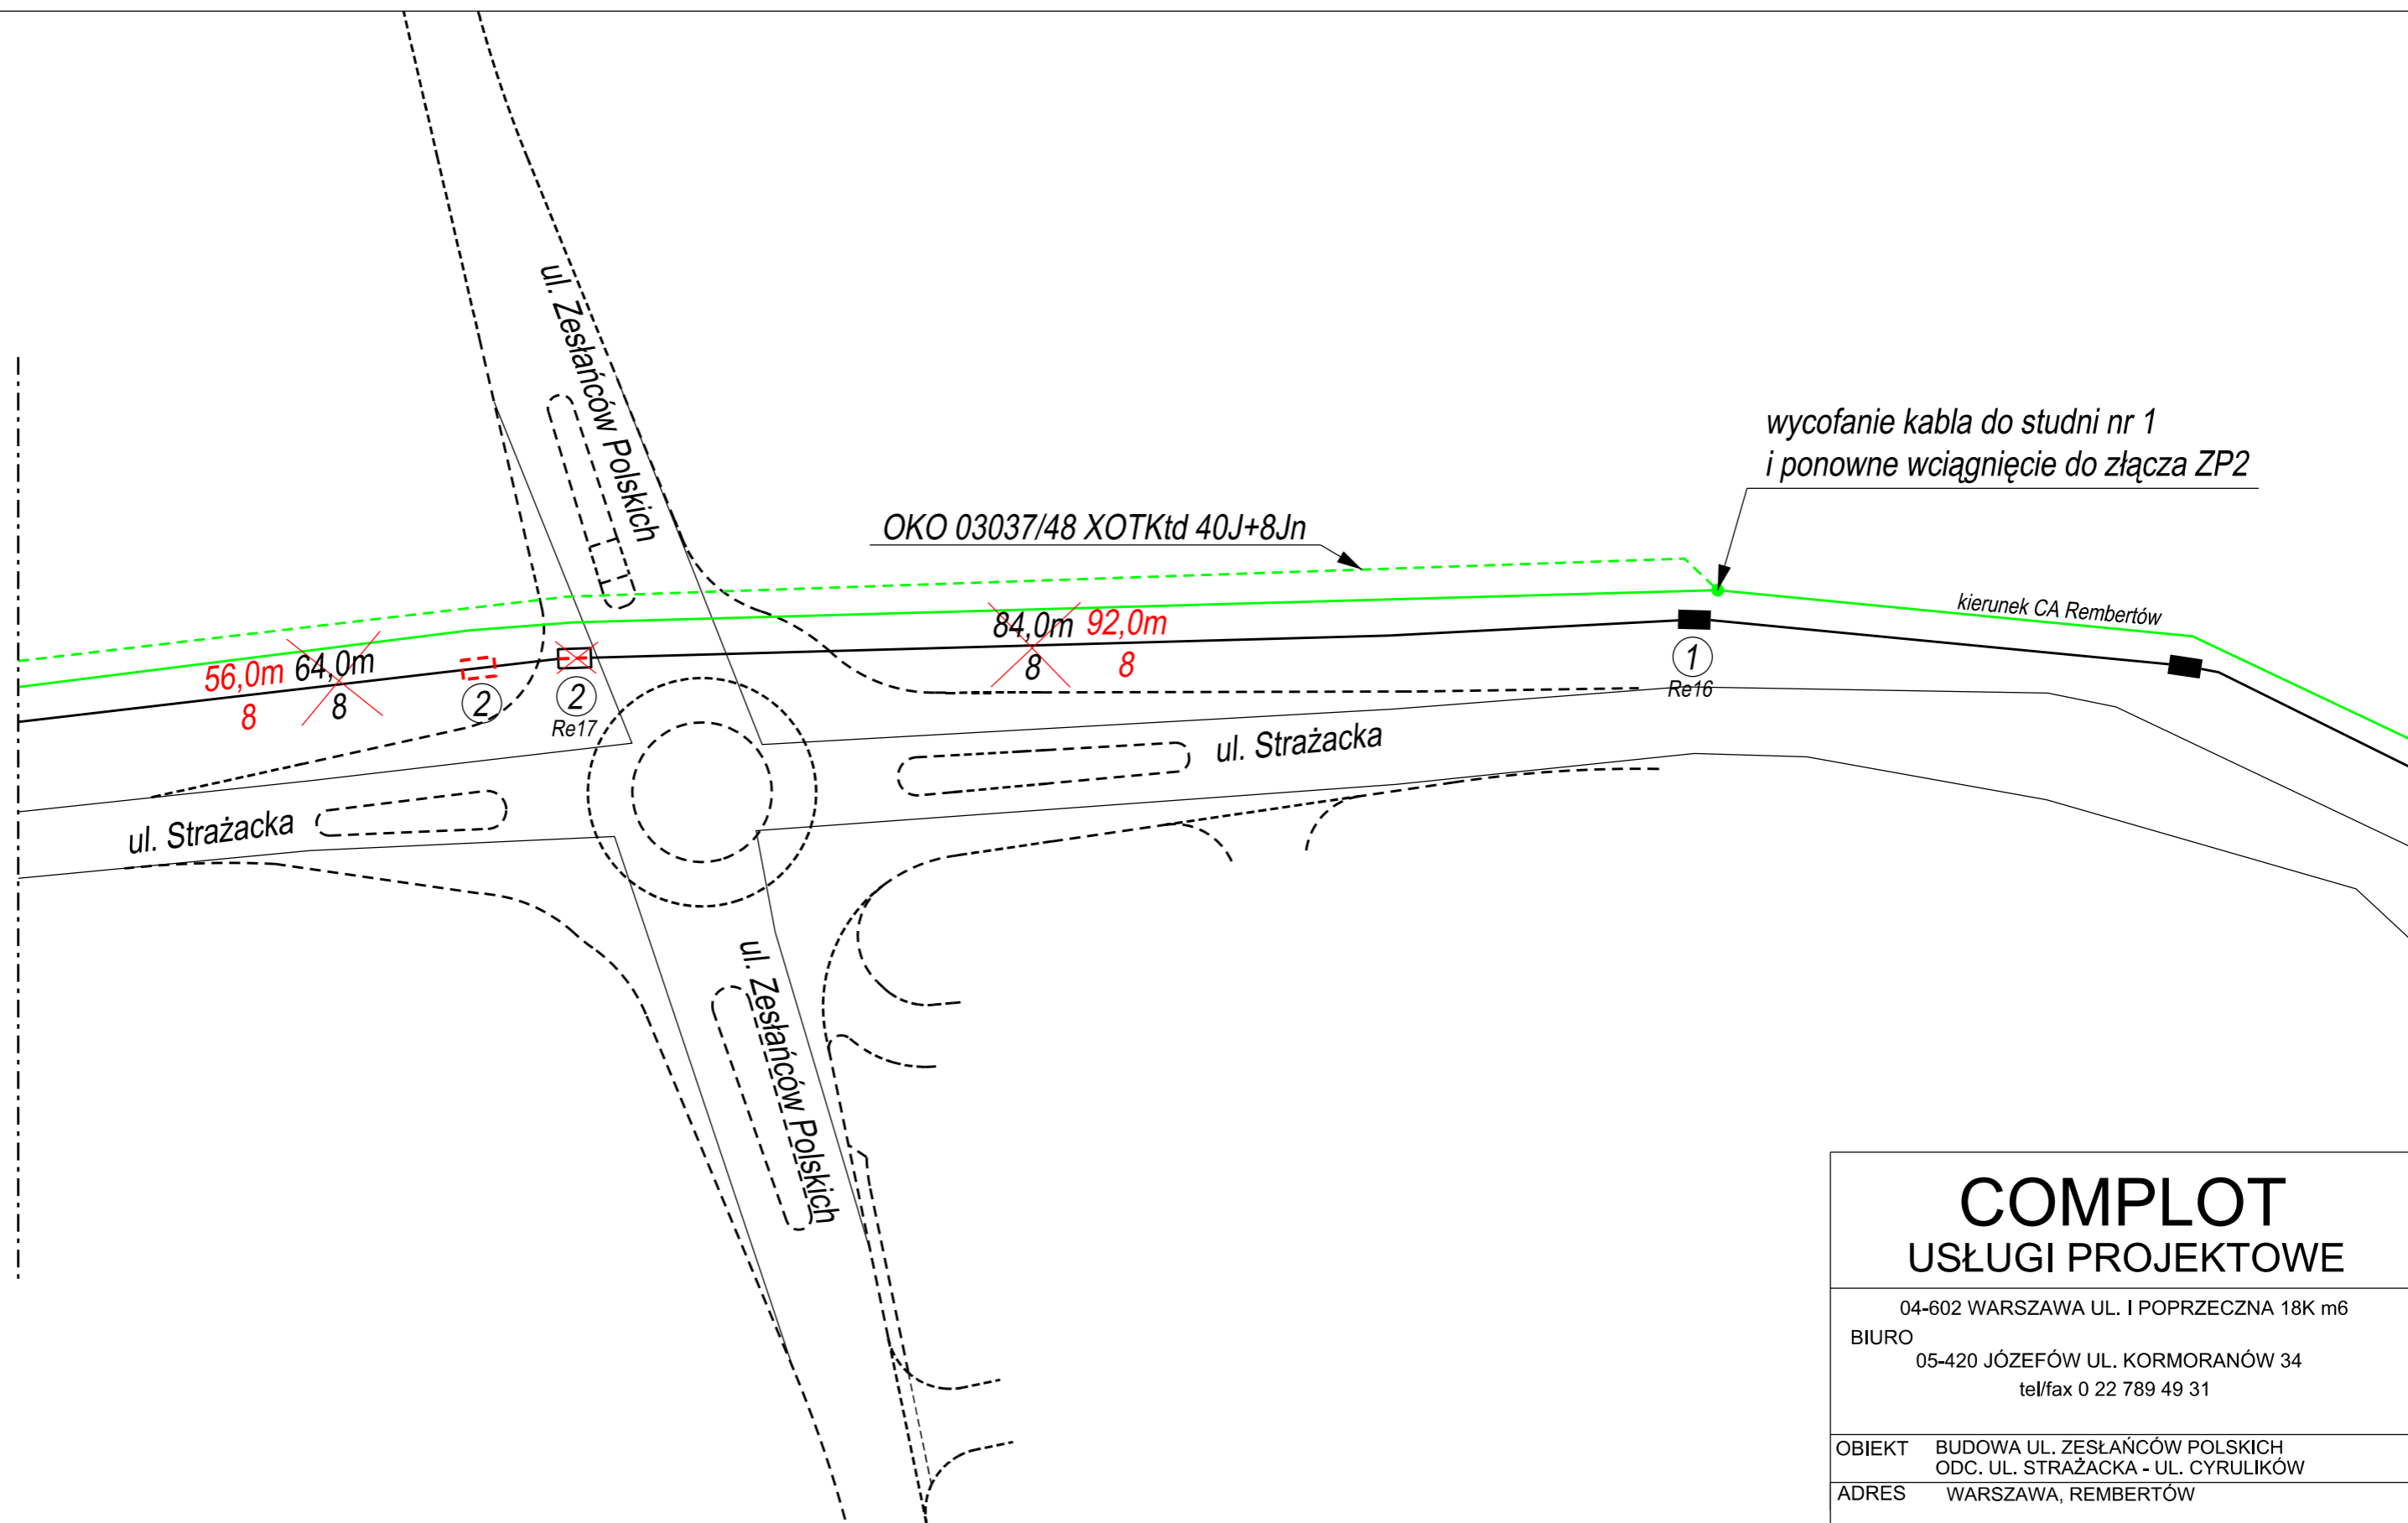 ul. Zesłańców Polskich
wycofanie kabla do studni nr 1
i ponowne wciągnięcie do złącza ZP2
OKO 03037/48 XOTKtd 40J+8Jn
kierunek CA Rembertów
84,0m 92,0m
8 8
56,0m 64,0m
8 8
2
2
Re17
1
Re16
ul. Strażacka
ul. Strażacka
ul. Zesłańców Polskich
COMPLOT
USŁUGI PROJEKTOWE
04-602 WARSZAWA UL. I POPRZECZNA 18K m6
BIURO
05-420 JÓZEFÓW UL. KORMORANÓW 34
tel/fax 0 22 789 49 31
OBIEKT BUDOWA UL. ZESŁAŃCÓW POLSKICH
ODC. UL. STRAŻACKA - UL. CYRULIKÓW
ADRES WARSZAWA, REMBERTÓW